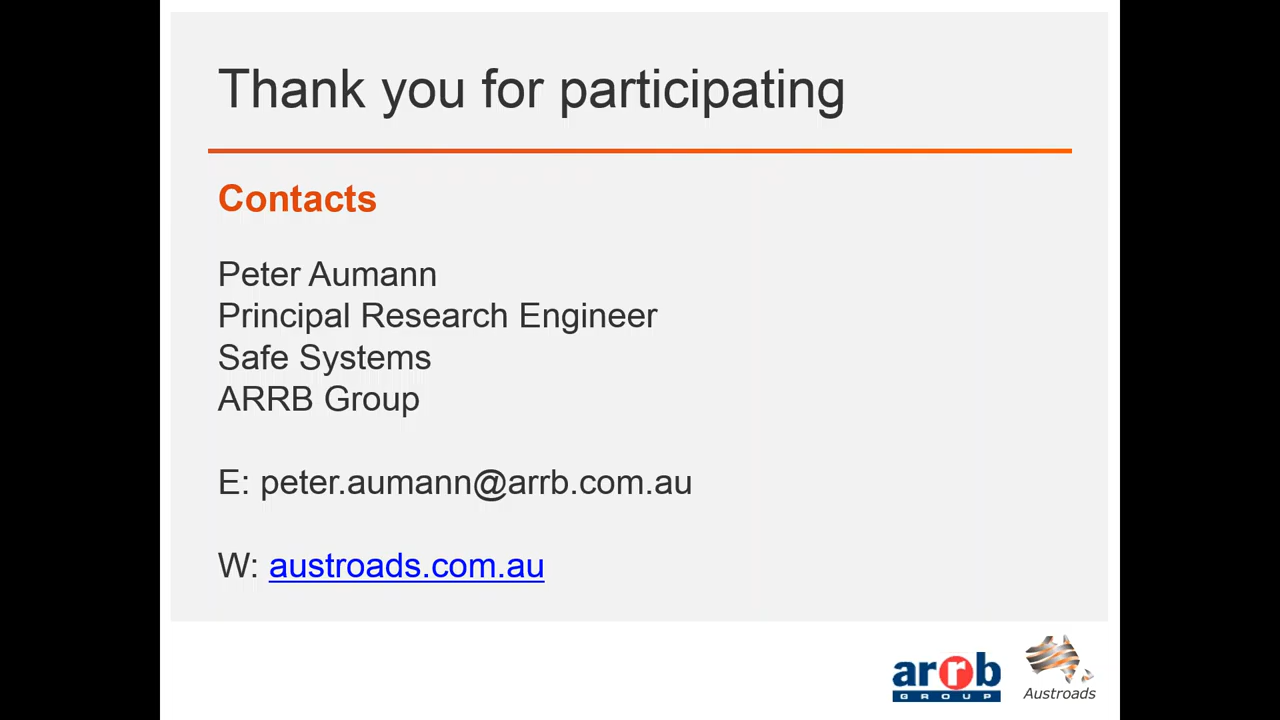 Thank you for participating
Contacts
Peter Aumann
Principal Research Engineer
Safe Systems
ARRB Group
E: peter.aumann@arrb.com.au
W: austroads.com.au
arrb
GROUP
Austroads